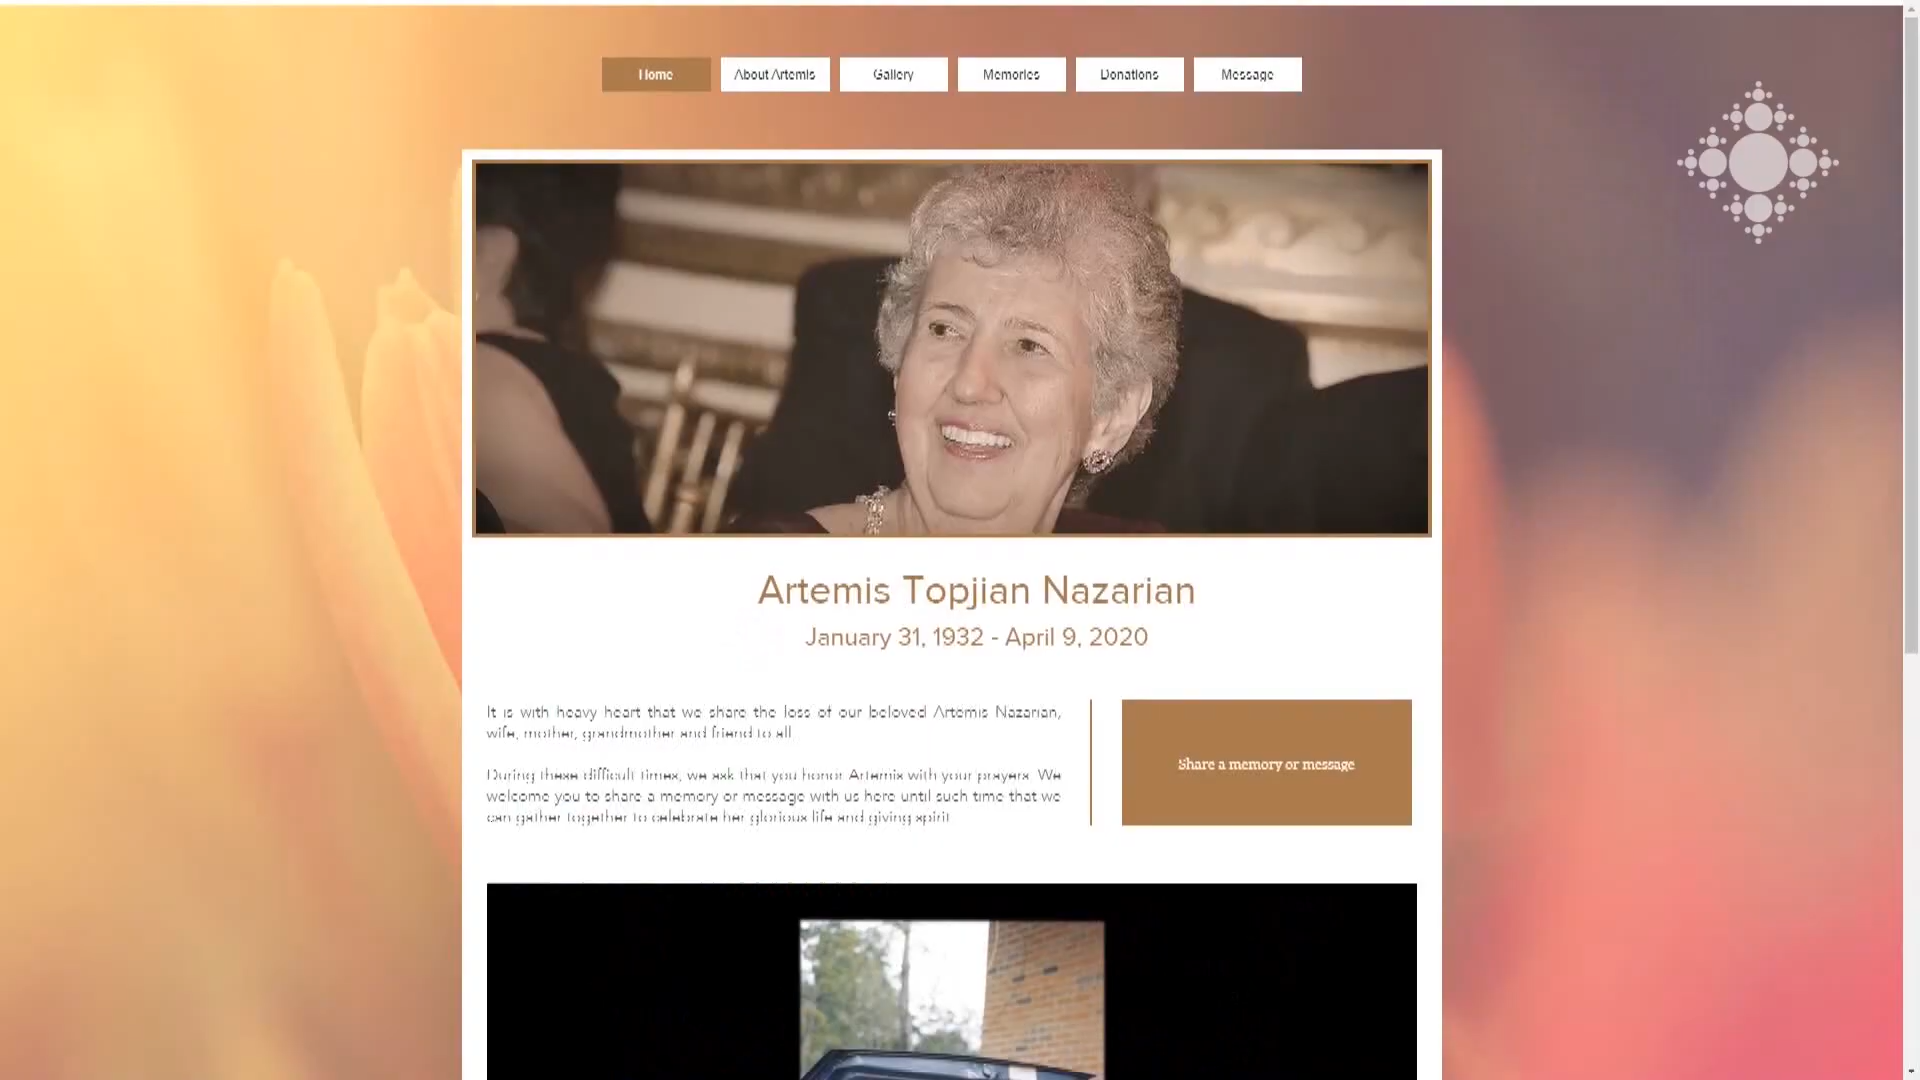 Home
About Artemis
Gallery
Memories
Donations
Message
Artemis Topjian Nazarian
January 31, 1932 - April 9, 2020
It is with heavy heart that we share the loss of our beloved Artemis Nazarian,
wife, mother, grandmother and friend to all.
During these difficult times, we ask that you honor Artemis with your prayers. We
welcome you to share a memory or message with us here until such time that we
can gather together to celebrate her glorious life and giving spirit.
Share a memory or message